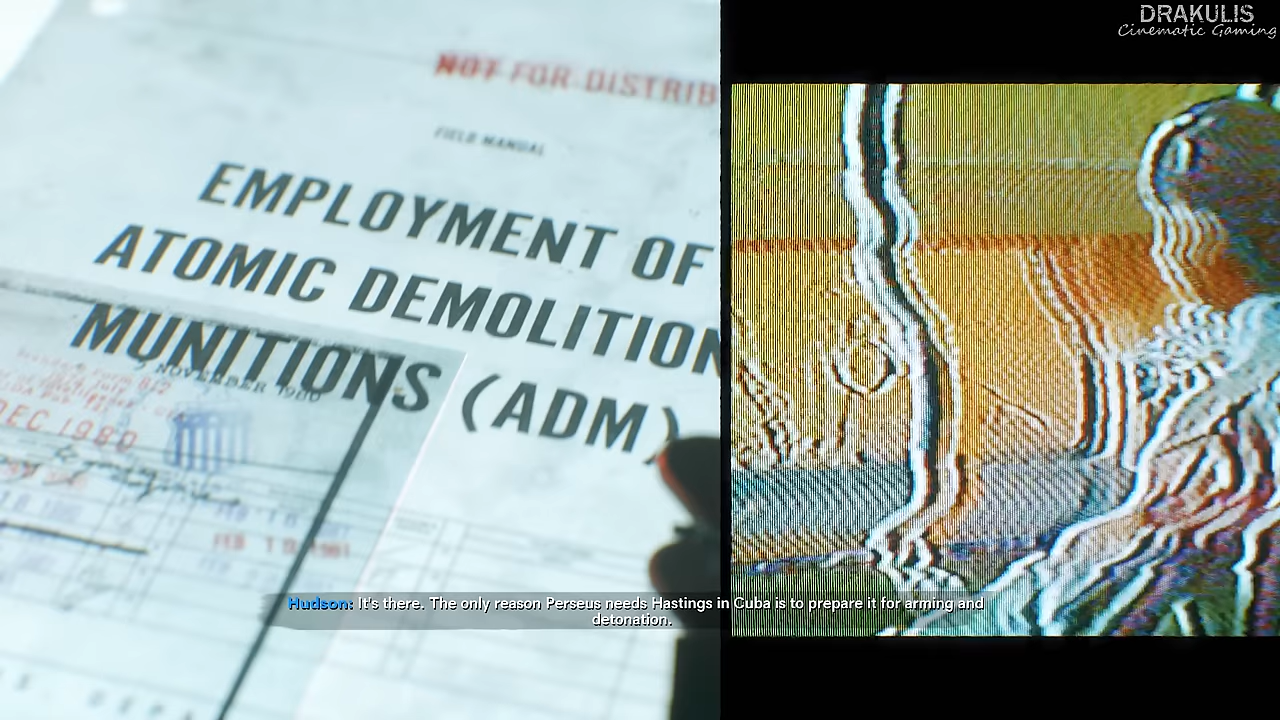 DRAKULIS
Cinematic Gaming
NOT FOR DISTRIB
FIELD MANUAL
EMPLOYMENT OF
ATOMIC DEMOLITION
MUNITIONS (ADM)
5 NOVEMBER 1980
DEC 1980
FEB 10 1981
Hudson: It's there. The only reason Perseus needs Hastings in Cuba is to prepare it for arming and
detonation.